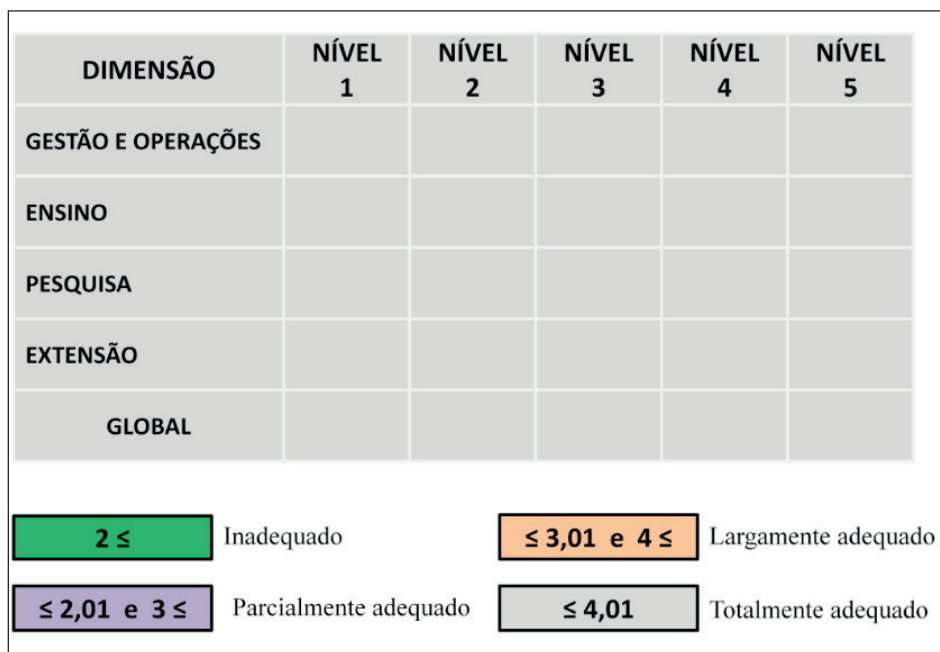 DIMENSÃO NÍVEL 1 NÍVEL 2 NÍVEL 3 NÍVEL 4 NÍVEL 5
GESTÃO E OPERAÇÕES
ENSINO
PESQUISA
EXTENSÃO
GLOBAL
2 ≤ Inadequado ≤ 3,01 e 4 ≤ Largamente adequado
≤ 2,01 e 3 ≤ Parcialmente adequado ≤ 4,01 Totalmente adequado